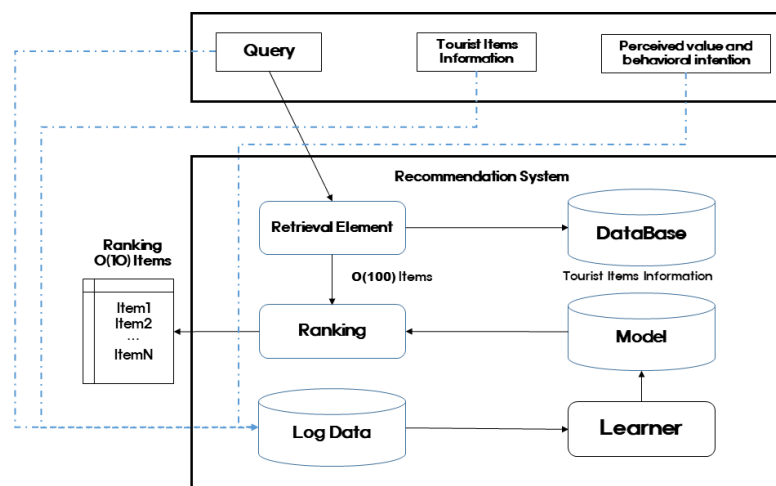 Query
Tourist Items
Information
Perceived value and
behavioral intention
Recommendation System
Retrieval Element
DataBase
Ranking
O(10) Items
O(100) Items
Tourist Items Information
Item1
Item2
...
ItemN
Ranking
Model
Log Data
Learner